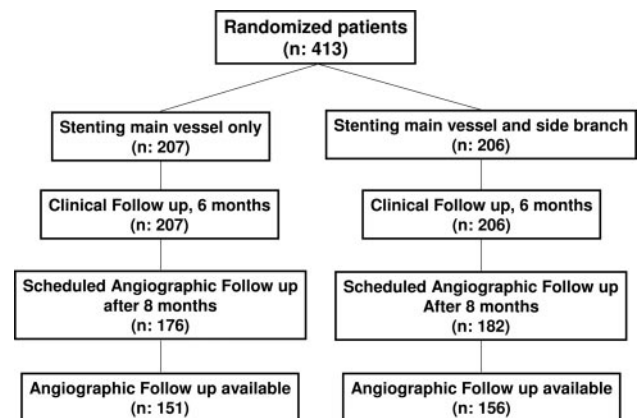 Randomized patients
(n: 413)
Stenting main vessel only
(n: 207)
Stenting main vessel and side branch
(n: 206)
Clinical Follow up, 6 months
(n: 207)
Clinical Follow up, 6 months
(n: 206)
Scheduled Angiographic Follow up
after 8 months
(n: 176)
Scheduled Angiographic Follow up
After 8 months
(n: 182)
Angiographic Follow up available
(n: 151)
Angiographic Follow up available
(n: 156)